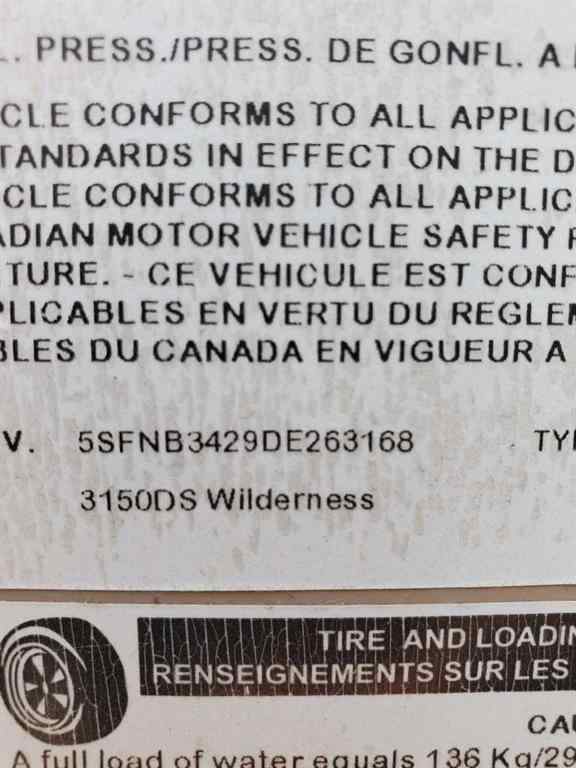 L. PRESS./PRESS. DE GONFL. A
CLE CONFORMS TO ALL APPLIC
TANDARDS IN EFFECT ON THE D
CLE CONFORMS TO ALL APPLIC
ADIAN MOTOR VEHICLE SAFETY
TURE. - CE VEHICULE EST CONF
PLICABLES EN VERTU DU REGLEM
BLES DU CANADA EN VIGUEUR A
V. 5SFNB3429DE263168 TYP
3150DS Wilderness
TIRE AND LOADIN
RENSEIGNEMENTS SUR LES
CAU
A full load of water equals 136 Kg/29